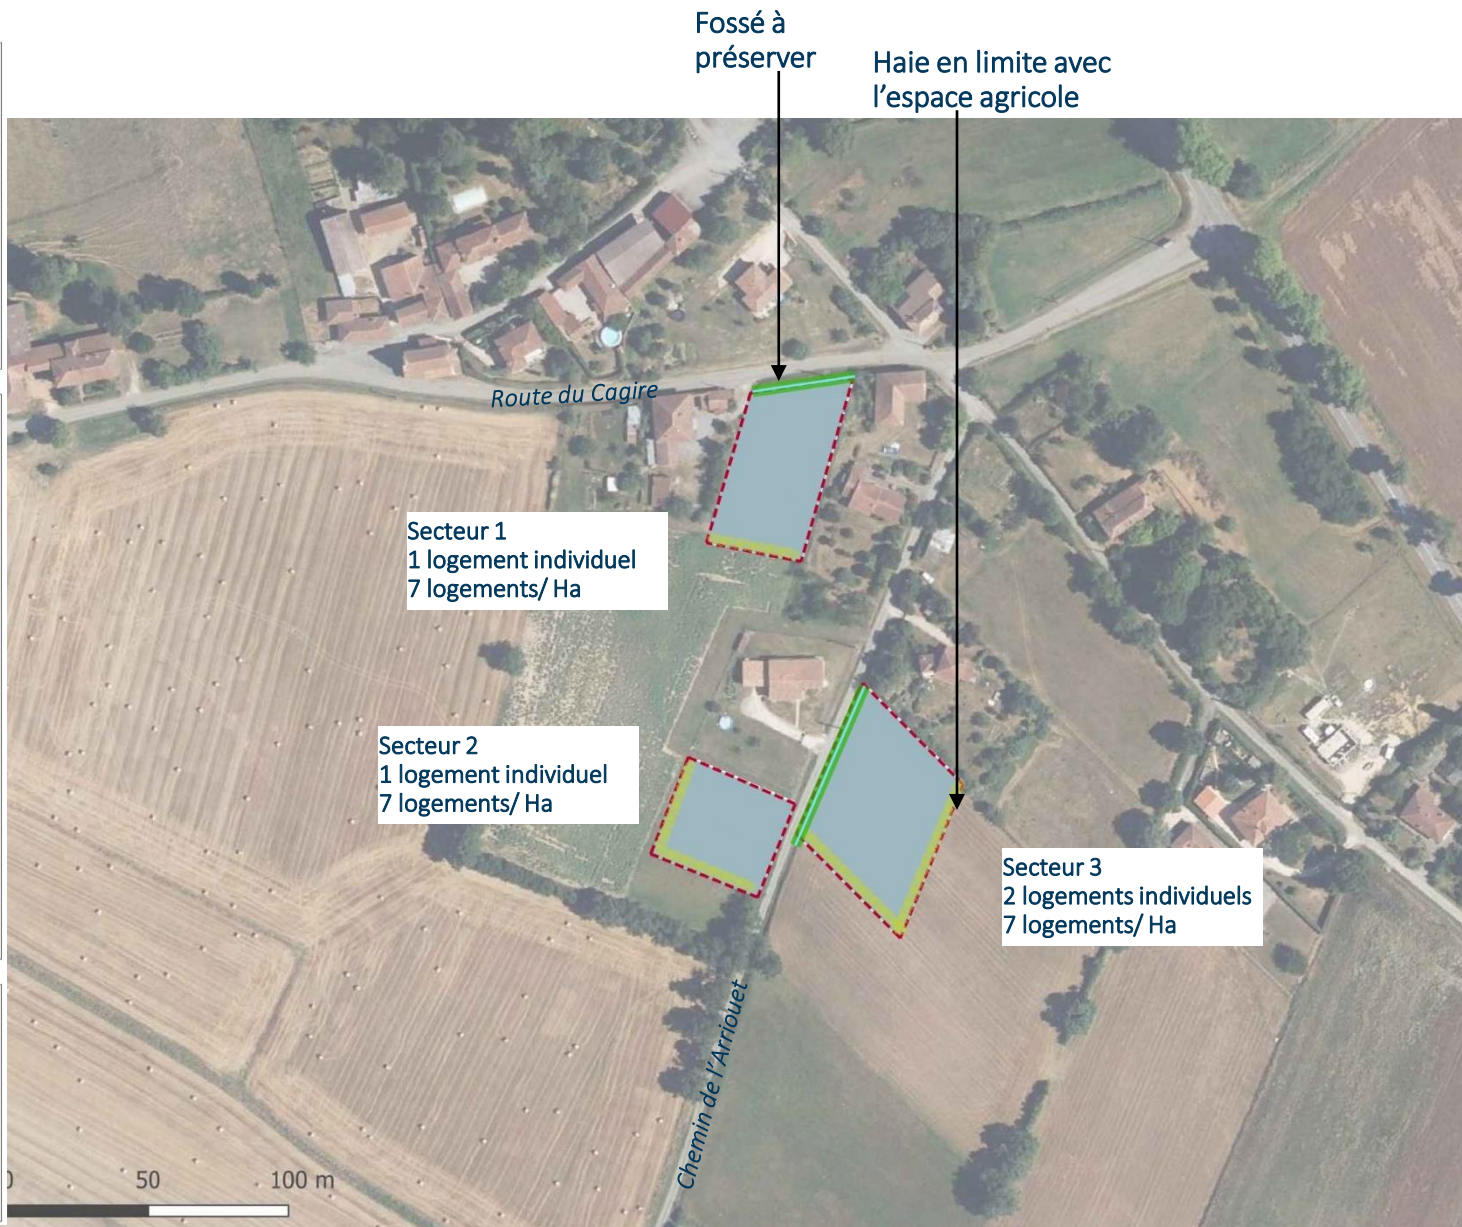 Fossé à
préserver
Haie en limite avec
l'espace agricole
Route du Cagire
Secteur 1
1 logement individuel
7 logements/ Ha
Secteur 2
1 logement individuel
7 logements/ Ha
Secteur 3
2 logements individuels
7 logements/ Ha
Chemin de l'Arriouet
0 50 100 m